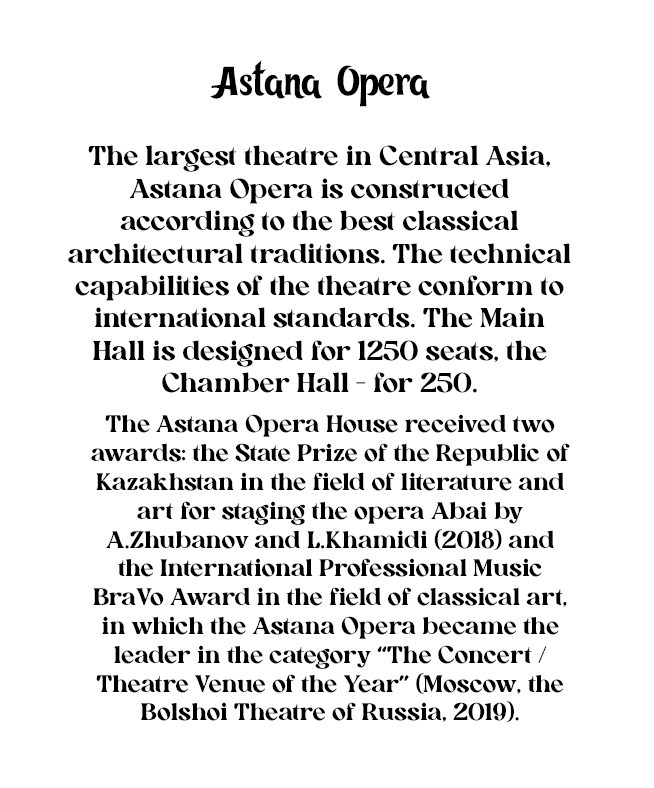 Astana Opera
The largest theatre in Central Asia,
Astana Opera is constructed
according to the best classical
architectural traditions. The technical
capabilities of the theatre conform to
international standards. The Main
Hall is designed for 1250 seats, the
Chamber Hall - for 250.
The Astana Opera House received two
awards: the State Prize of the Republic of
Kazakhstan in the field of literature and
art for staging the opera Abai by
A.Zhubanov and L.Khamidi (2018) and
the International Professional Music
BraVo Award in the field of classical art,
in which the Astana Opera became the
leader in the category “The Concert /
Theatre Venue of the Year” (Moscow, the
Bolshoi Theatre of Russia, 2019).